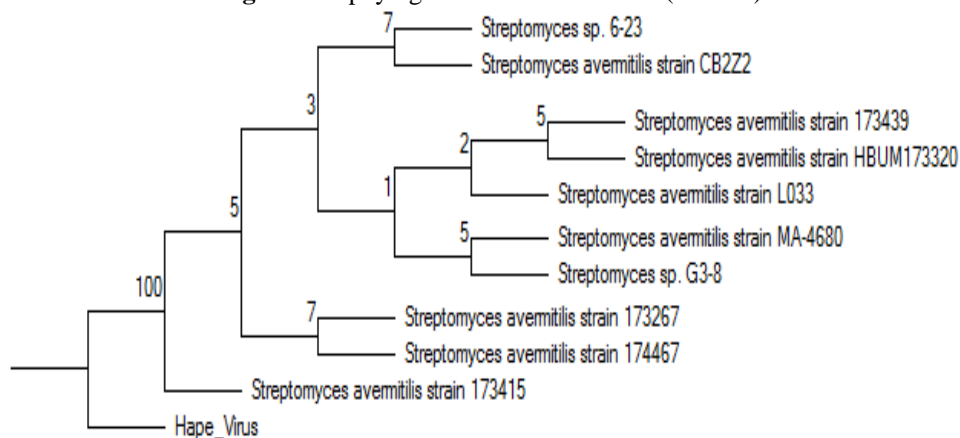 7
Streptomyces sp. 6-23
Streptomyces avermitilis strain CB2Z2
3
5
Streptomyces avermitilis strain 173439
2
Streptomyces avermitilis strain HBUM173320
1
Streptomyces avermitilis strain L033
5
5
Streptomyces avermitilis strain MA-4680
Streptomyces sp. G3-8
100
7
Streptomyces avermitilis strain 173267
Streptomyces avermitilis strain 174467
Streptomyces avermitilis strain 173415
Hape_Virus